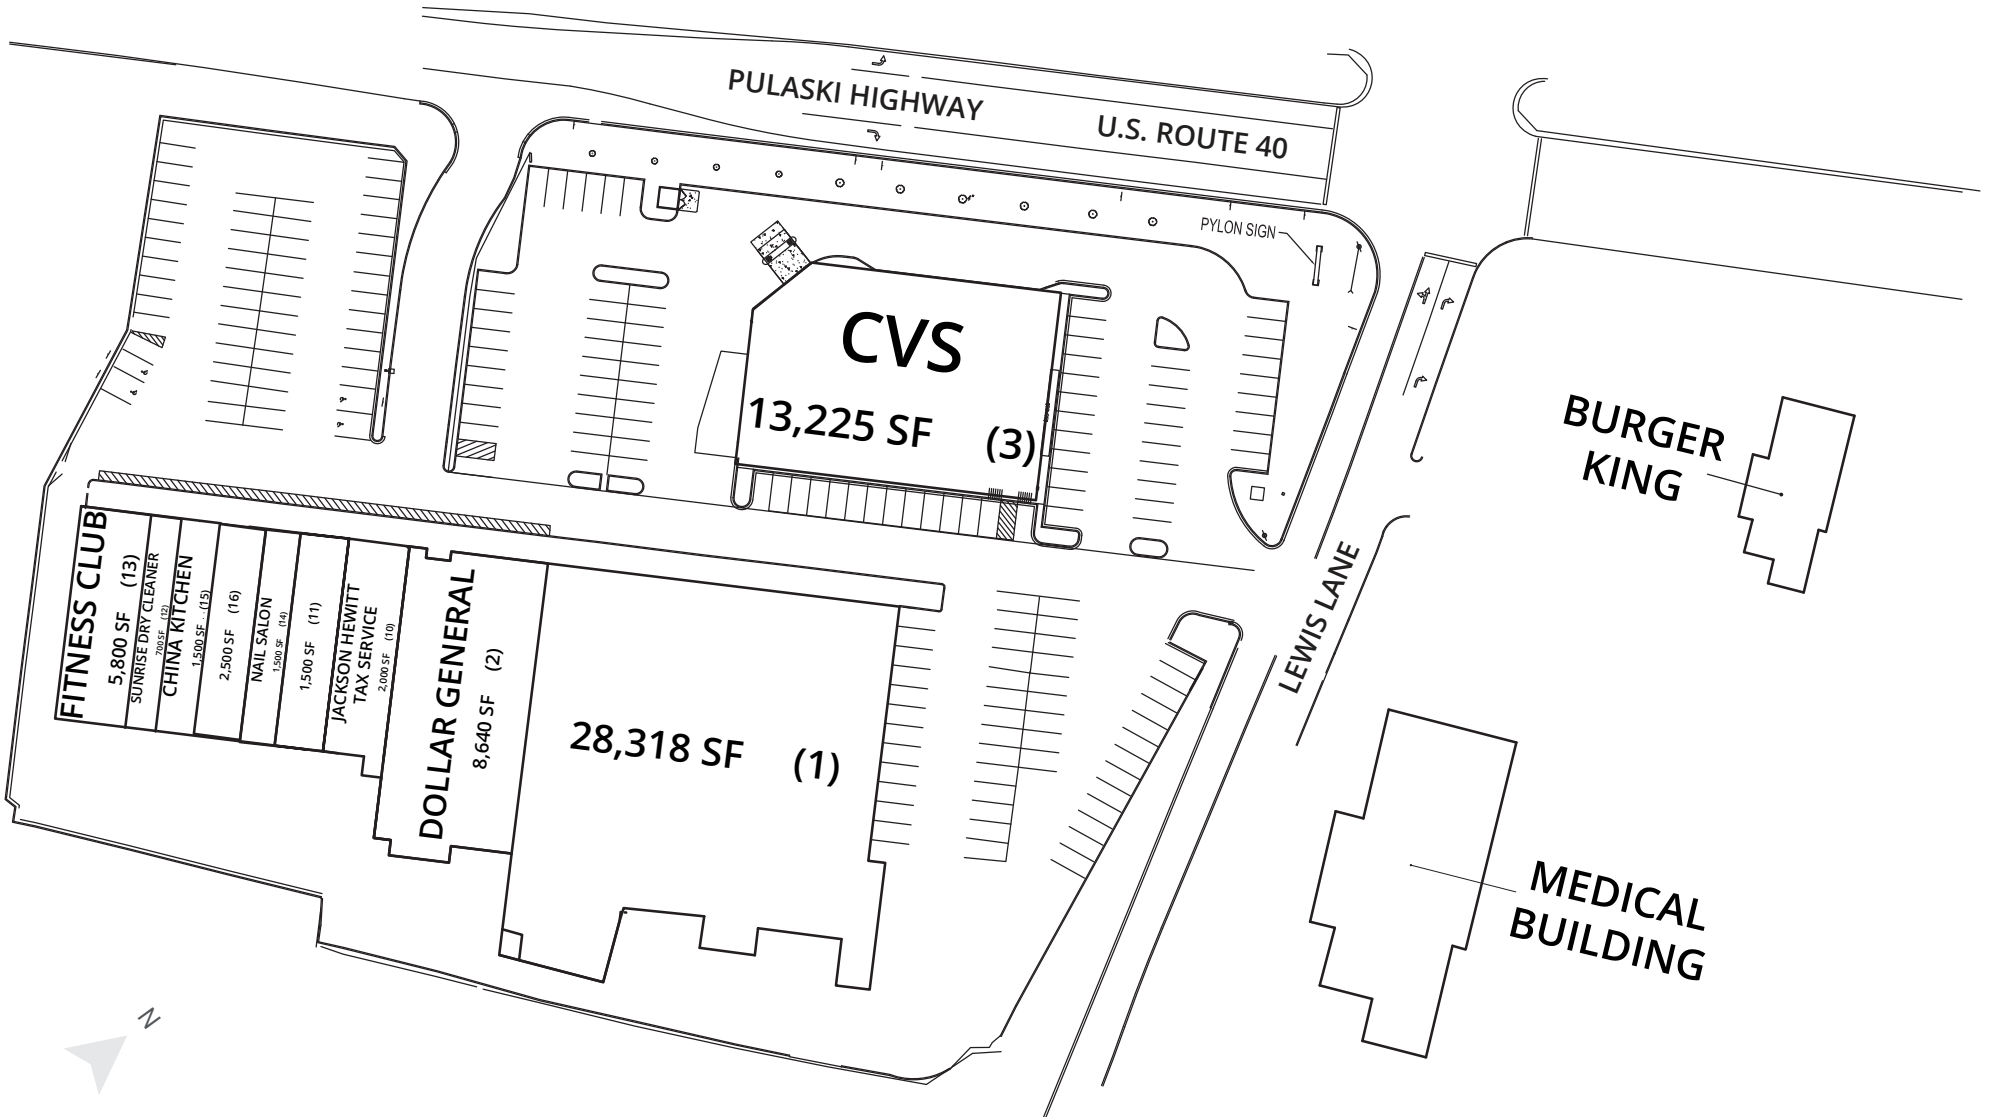 PULASKI HIGHWAY
U.S. ROUTE 40
PYLON SIGN
CVS
13,225 SF (3)
BURGER
KING
FITNESS CLUB
5,800 SF (13)
SUNRISE DRY CLEANER
700 SF (12)
CHINA KITCHEN
1,500 SF (15)
2,500 SF (16)
NAIL SALON
1,500 SF (14)
1,500 SF (11)
JACKSON HEWITT
TAX SERVICE
2,000 SF (10)
DOLLAR GENERAL
8,640 SF (2)
28,318 SF (1)
LEWIS LANE
MEDICAL
BUILDING
N